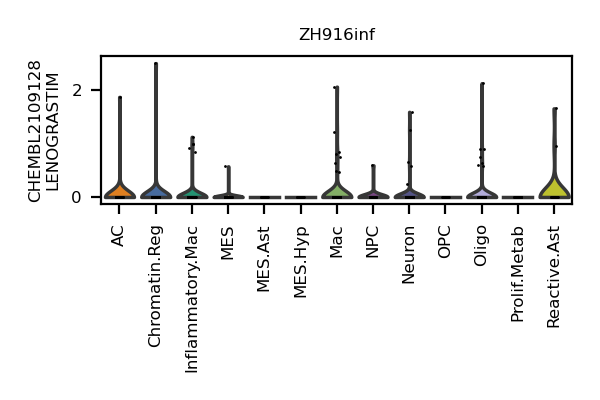 ZH916inf
CHEMBL2109128
LENOGRASTIM
2
0
AC
Chromatin.Reg
Inflammatory.Mac
MES
MES.Ast
MES.Hyp
Mac
NPC
Neuron
OPC
Oligo
Prolif.Metab
Reactive.Ast